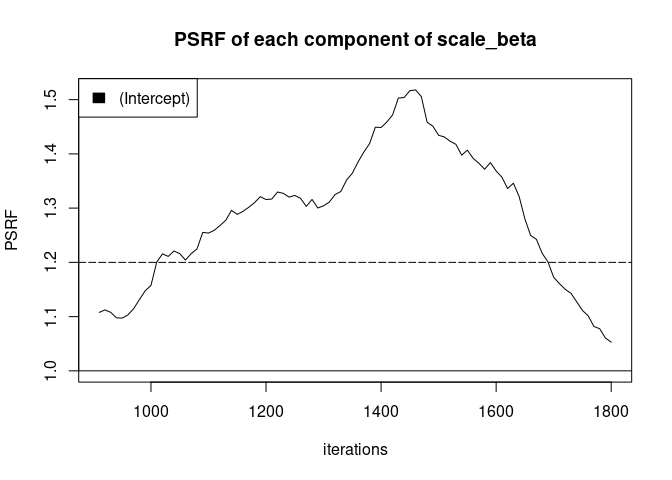 PSRF of each component of scale_beta
(Intercept)
PSRF
1.5
1.4
1.3
1.2
1.1
1.0
1000 1200 1400 1600 1800
iterations